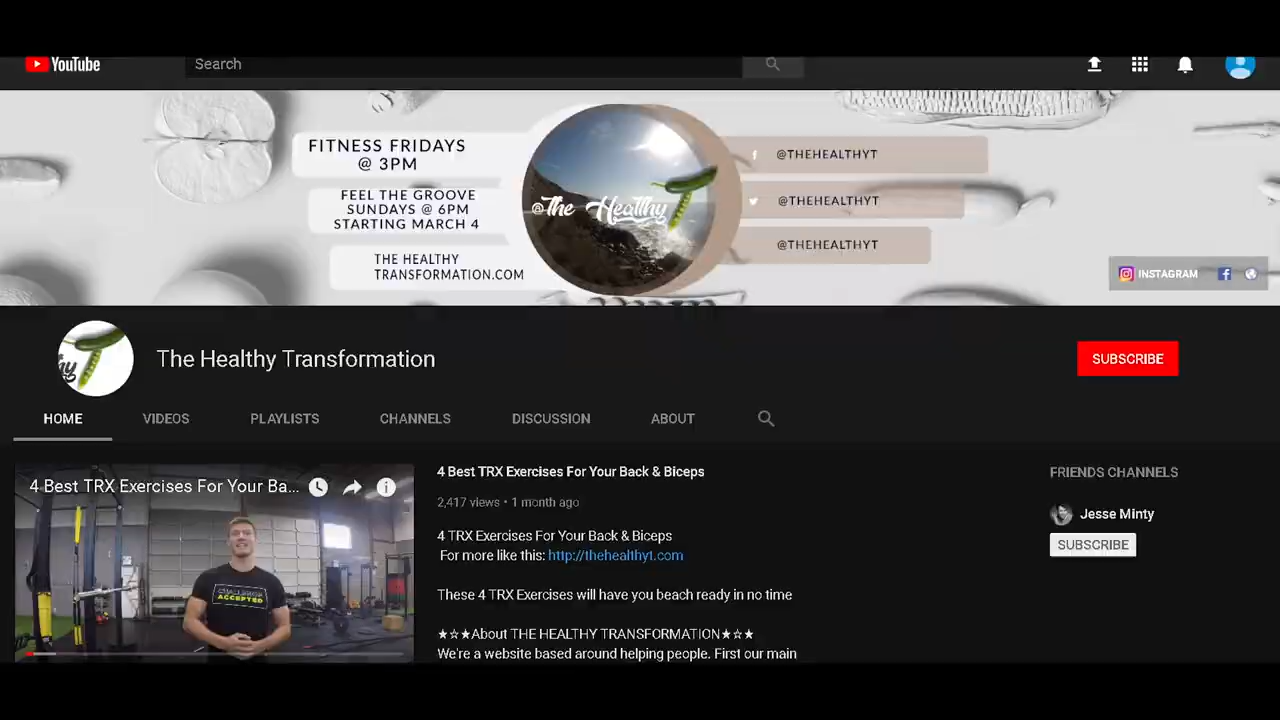 YouTube
Search
FITNESS FRIDAYS
@ 3PM
FEEL THE GROOVE
SUNDAYS @ 6PM
STARTING MARCH 4
THE HEALTHY
TRANSFORMATION.COM
@The Healthy
@THEHEALTHYT
@THEHEALTHYT
@THEHEALTHYT
INSTAGRAM
The Healthy Transformation
SUBSCRIBE
HOME VIDEOS PLAYLISTS CHANNELS DISCUSSION ABOUT
4 Best TRX Exercises For Your Ba...
CHALLENGE
ACCEPTED
4 Best TRX Exercises For Your Back & Biceps
2,417 views • 1 month ago
4 TRX Exercises For Your Back & Biceps
For more like this: http://thehealthyt.com
These 4 TRX Exercises will have you beach ready in no time
★☆★About THE HEALTHY TRANSFORMATION★☆★
We're a website based around helping people. First our main
FRIENDS CHANNELS
Jesse Minty
SUBSCRIBE